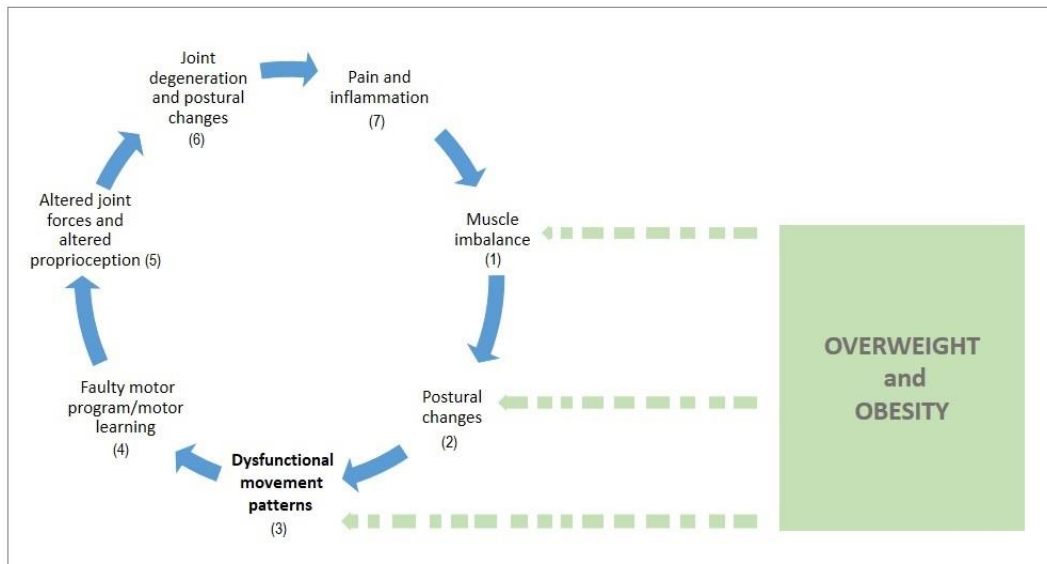 Joint
degeneration
and postural
changes
(6)
Pain and
inflammation
(7)
Muscle
imbalance
(1)
Postural
changes
(2)
Dysfunctional
movement
patterns
(3)
Faulty motor
program/motor
learning
(4)
Altered joint
forces and
altered
proprioception (5)
OVERWEIGHT
and
OBESITY